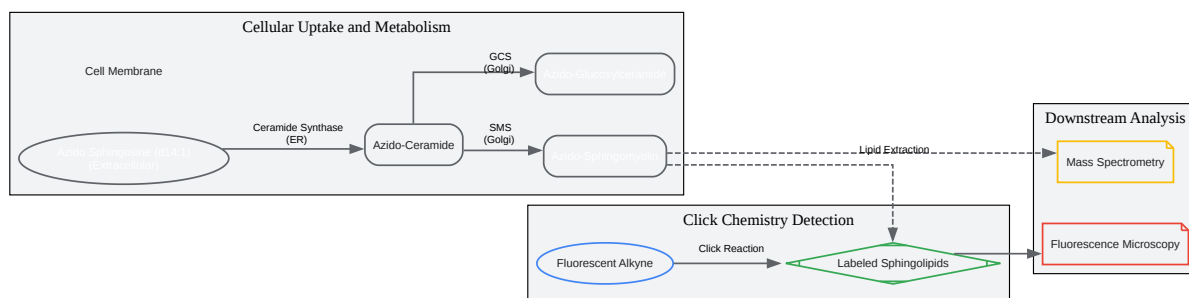 Cellular Uptake and Metabolism
Cell Membrane
GCS
(Golgi)
Azido-Glucosylceramide
Ceramide Synthase
(ER)
Azido-Sphingosine (d14:1)
(Extracellular)
Azido-Ceramide
SMS
(Golgi)
Azido-Sphingomyelin
Lipid Extraction
Downstream Analysis
Mass Spectrometry
Fluorescence Microscopy
Click Chemistry Detection
Fluorescent Alkyne
Click Reaction
Labeled Sphingolipids